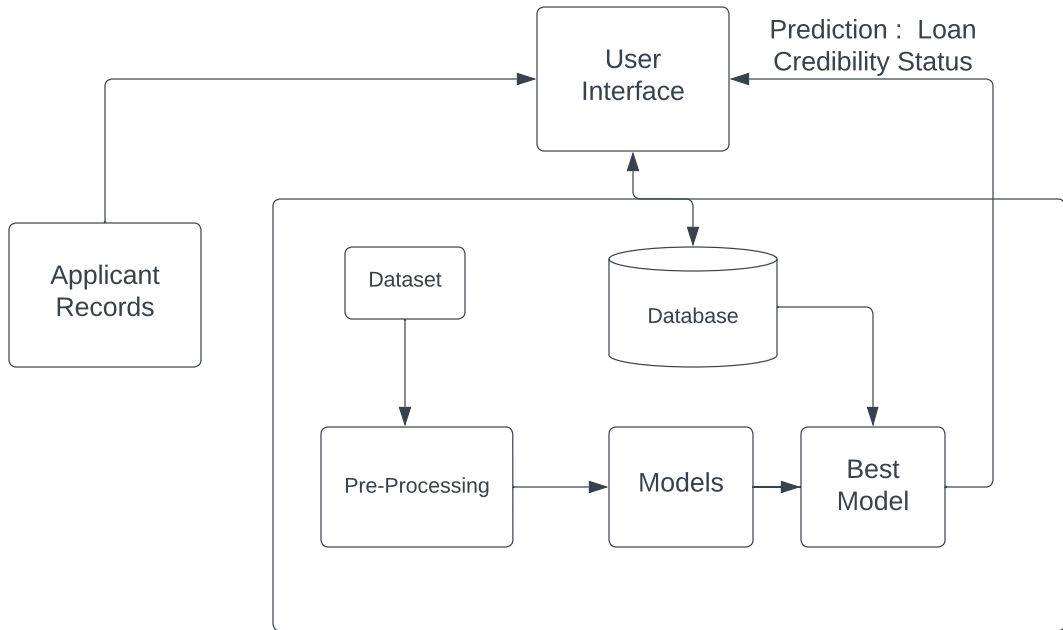 User
Interface
Prediction :  Loan
Credibility Status
Applicant
Records
Dataset
Database
Pre-Processing
Models
Best
Model